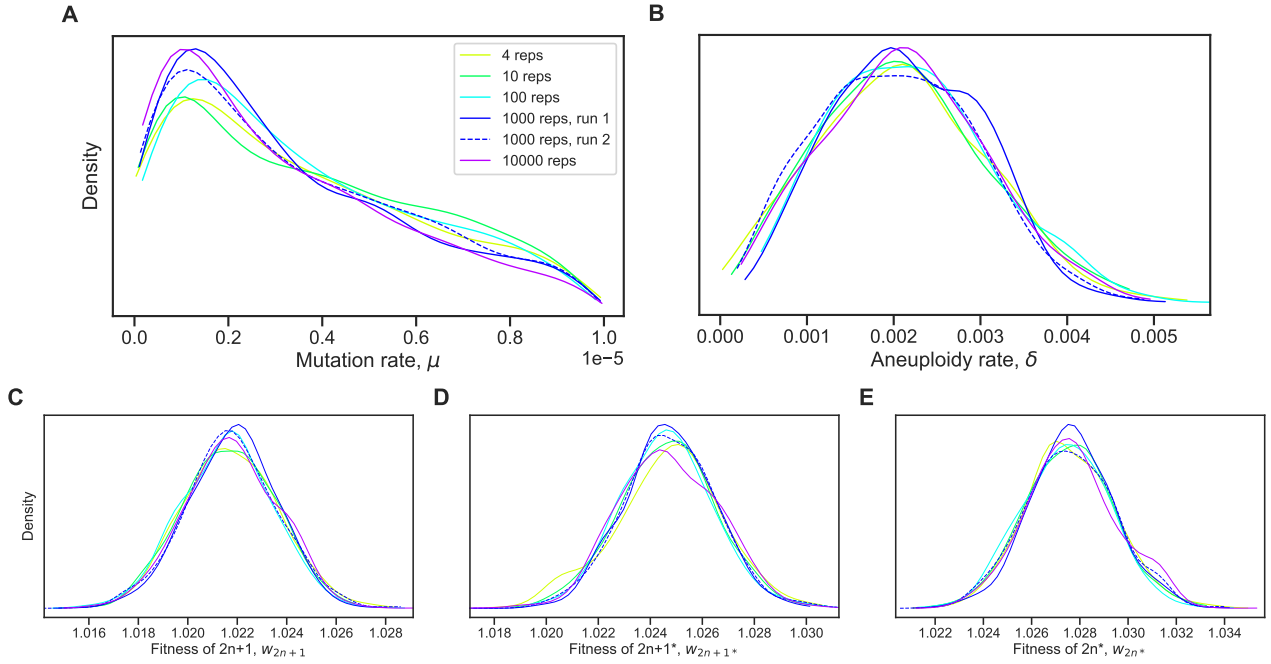 A
B
4 reps
10 reps
100 reps
1000 reps, run 1
1000 reps, run 2
10000 reps
Density
0.0 0.2 0.4 0.6 0.8 1.0
1e−5
Mutation rate, μ
0.000 0.001 0.002 0.003 0.004 0.005
Aneuploidy rate, δ
C
D
E
Density
1.016 1.018 1.020 1.022 1.024 1.026 1.028
Fitness of 2n+1, w2n+1
1.018 1.020 1.022 1.024 1.026 1.028 1.030
Fitness of 2n+1*, w2n+1*
1.022 1.024 1.026 1.028 1.030 1.032 1.034
Fitness of 2n*, w2n*